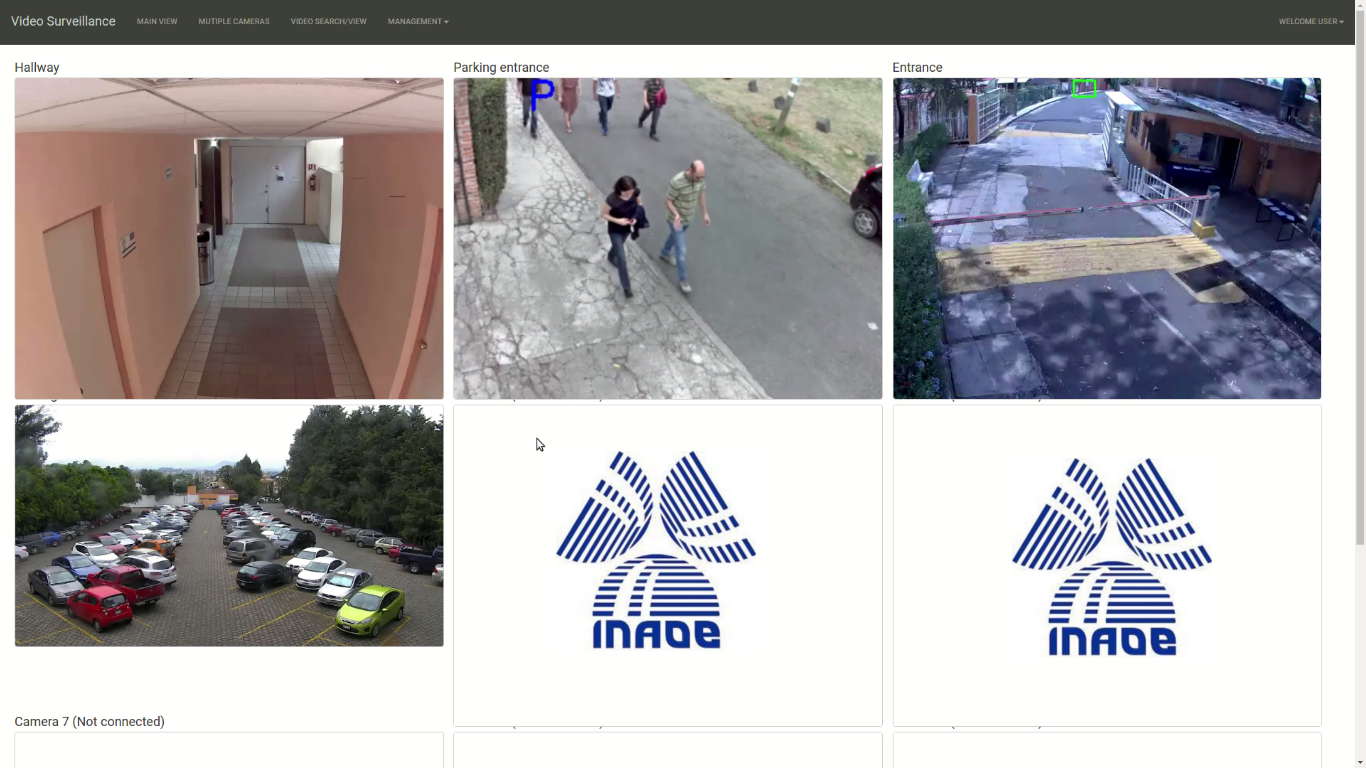 Video Surveillance
MAIN VIEW
MUTIPLE CAMERAS
VIDEO SEARCH/VIEW
MANAGEMENT
WELCOME USER
Hallway
Parking entrance
Entrance
P
INAOE
INAOE
Camera 7 (Not connected)